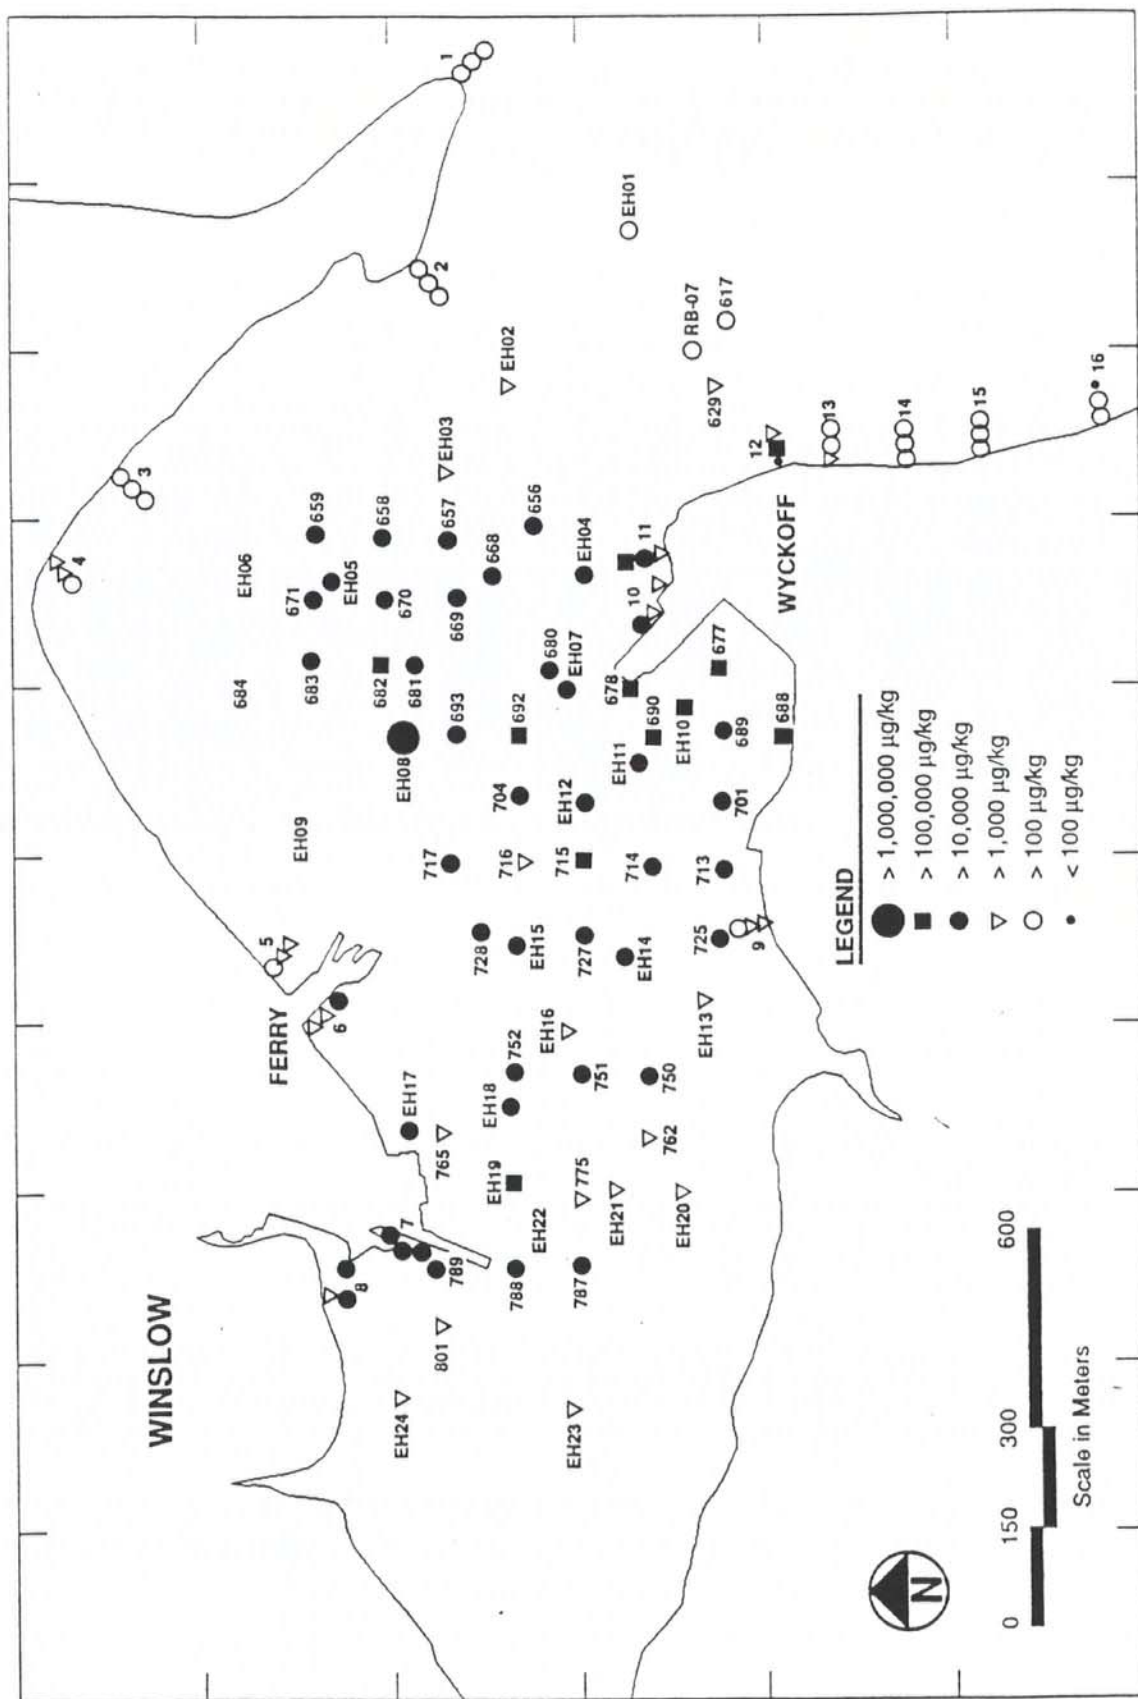 WINSLOW
FERRY
WYCKOFF
1
2
3
4
5
6
7
8
9
10
11
12
13
14
15
16
EH01
RB-07
617
629
EH02
EH03
EH06
659
EH05
671
658
670
657
669
668
656
EH04
684
683
682
681
680
EH07
678
677
EH08
693
692
690
EH10
689
688
EH11
EH09
704
EH12
701
717
716
715
714
713
728
EH15
727
EH14
725
EH16
EH13
752
751
750
EH17
EH18
765
762
EH19
775
EH21
EH20
EH22
789
788
787
801
EH24
EH23
LEGEND
> 1,000,000 µg/kg
> 100,000 µg/kg
> 10,000 µg/kg
> 1,000 µg/kg
> 100 µg/kg
< 100 µg/kg
N
0 150 300 600
Scale in Meters